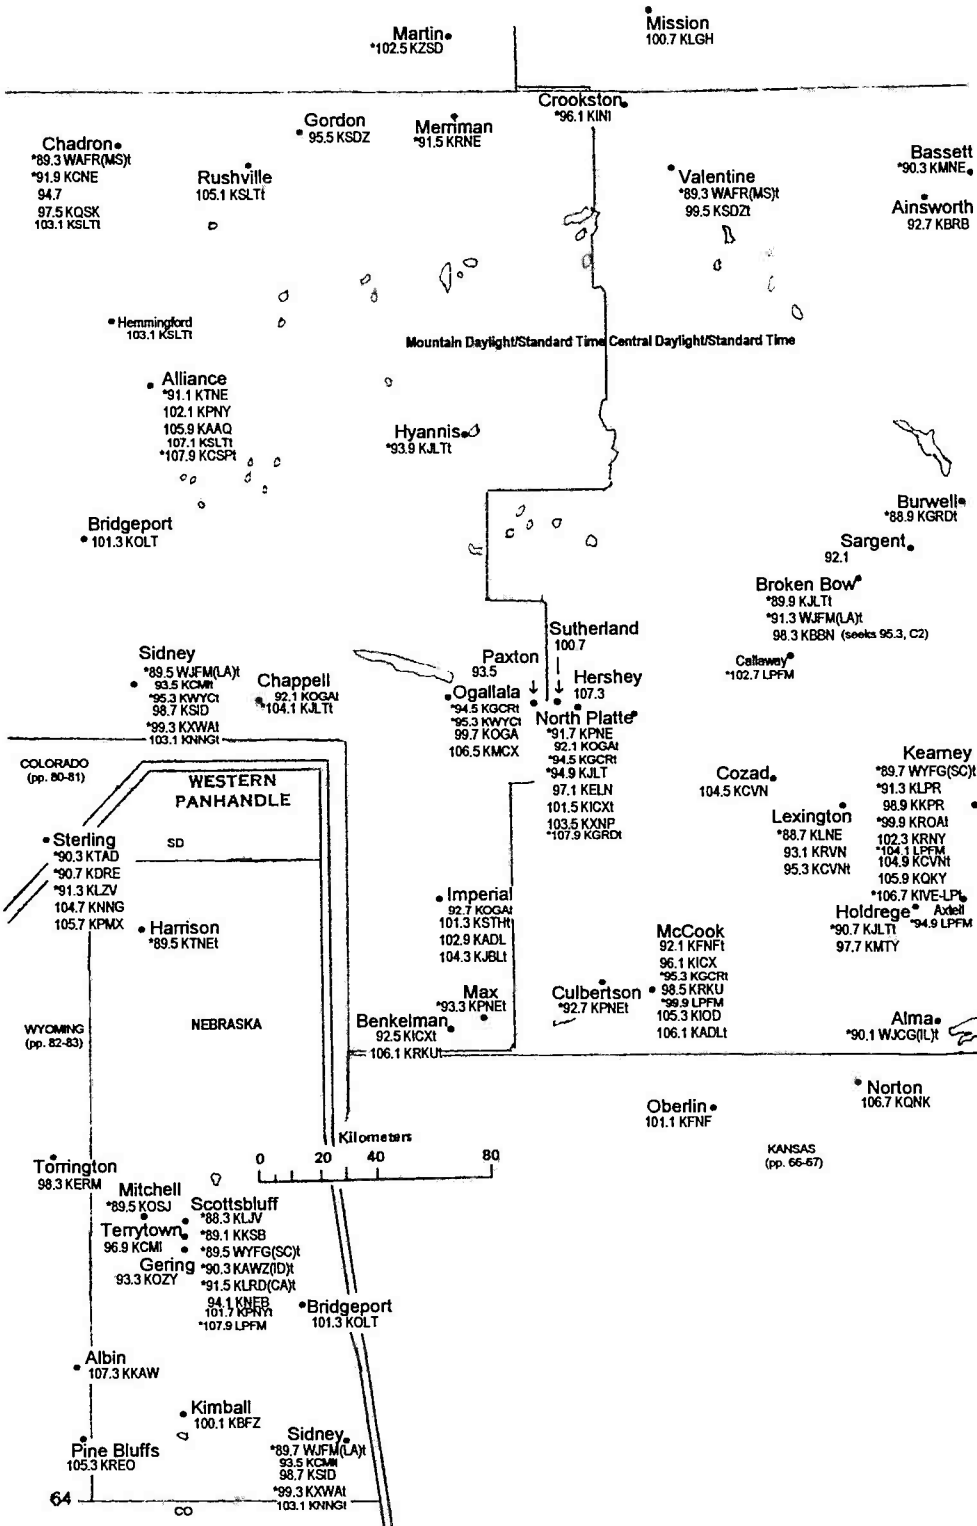 Mission
100.7 KLGH
Martin
*102.5 KZSD
Crookston
*96.1 KINI
Gordon
95.5 KSDZ
Merriman
*91.5 KRNE
Chadron
*89.3 WAFR(MS)t
*91.9 KCNE
94.7
97.5 KQSK
103.1 KSLTt
Rushville
105.1 KSLTt
Valentine
*89.3 WAFR(MS)t
99.5 KSDZt
Bassett
*90.3 KMNE
Ainsworth
92.7 KBRB
Hemmingford
103.1 KSLTt
Mountain Daylight/Standard Time Central Daylight/Standard Time
Alliance
*91.1 KTNE
102.1 KPNY
105.9 KAAQ
107.1 KSLTt
*107.9 KCSPt
Hyannis
*93.9 KJLTt
Bridgeport
101.3 KOLT
Burwell
*88.9 KGRDt
Sargent
92.1
Broken Bow
*89.9 KJLTt
*91.3 WJFM(LA)t
98.3 KBBN (seeks 95.3, C2)
Callaway
*102.7 LPFM
Sutherland
100.7
Paxton
93.5
Hershey
107.3
Sidney
*89.5 WJFM(LA)t
93.5 KCMIt
*95.3 KWYCt
98.7 KSID
*99.3 KXWAt
103.1 KNNGt
Chappell
92.1 KOGAt
*104.1 KJLTt
Ogallala
*94.5 KGCRt
*95.3 KWYCt
99.7 KOGA
106.5 KMCX
North Platte
*91.7 KPNE
92.1 KOGAt
*94.5 KGCRt
*94.9 KJLT
97.1 KELN
101.5 KICXt
103.5 KXNP
*107.9 KGRDt
Cozad
104.5 KCVN
Lexington
*88.7 KLNE
93.1 KRVN
95.3 KCVNt
Kearney
*89.7 WYFG(SC)t
*91.3 KLPR
98.9 KKPR
*99.9 KROAt
102.3 KRNY
*104.1 LPFM
104.9 KCVNt
105.9 KQKY
*106.7 KIVE-LPt
Holdrege
*90.7 KJLTt
97.7 KMTY
Axtell
*94.9 LPFM
COLORADO
(pp. 80-81)
WESTERN
PANHANDLE
SD
Sterling
*90.3 KTAD
*90.7 KDRE
*91.3 KLZV
104.7 KNNG
105.7 KPMX
Harrison
*89.5 KTNEt
Imperial
92.7 KOGAt
101.3 KSTHt
102.9 KADL
104.3 KJBLt
McCook
92.1 KFNFt
96.1 KICX
*95.3 KGCRt
98.5 KRKU
*99.9 LPFM
105.3 KIOD
106.1 KADLt
Max
*93.3 KPNEt
Culbertson
*92.7 KPNEt
Benkelman
92.5 KICXt
106.1 KRKUt
Alma
*90.1 WJCG(IL)t
WYOMING
(pp. 82-83)
NEBRASKA
Norton
106.7 KQNK
Oberlin
101.1 KFNF
KANSAS
(pp. 66-67)
Kilometers
0 20 40 80
Torrington
98.3 KERM
Mitchell
*89.5 KOSJ
Terrytown
96.9 KCMI
Gering
93.3 KOZY
Scottsbluff
*88.3 KLJV
*89.1 KKSB
*89.5 WYFG(SC)t
*90.3 KAWZ(ID)t
*91.5 KLRD(CA)t
94.1 KNEB
101.7 KPNYt
*107.9 LPFM
Bridgeport
101.3 KOLT
Albin
107.3 KKAW
Kimball
100.1 KBFZ
Pine Bluffs
105.3 KREO
Sidney
*89.7 WJFM(LA)t
93.5 KCMIt
98.7 KSID
*99.3 KXWAt
103.1 KNNGt
64
CO